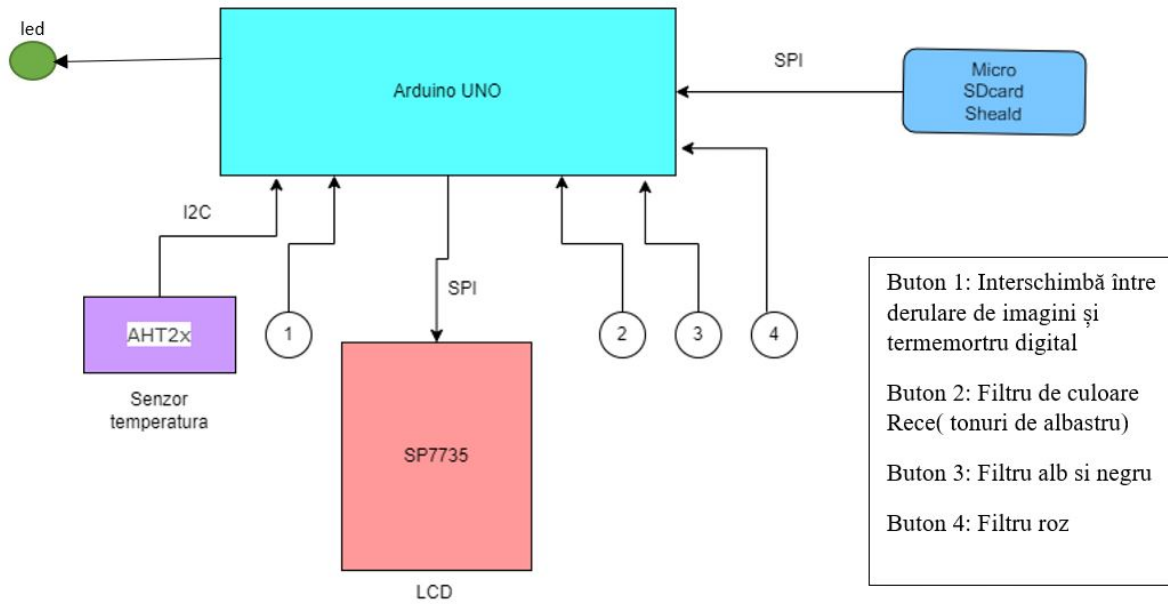 led
Arduino UNO
SPI
Micro
SDcard
Sheald
I2C
SPI
AHT2x
1
2
3
4
Senzor
temperatura
SP7735
LCD
Buton 1: Interschimbă între
derulare de imagini și
termemortru digital
Buton 2: Filtru de culoare
Rece( tonuri de albastru)
Buton 3: Filtru alb si negru
Buton 4: Filtru roz